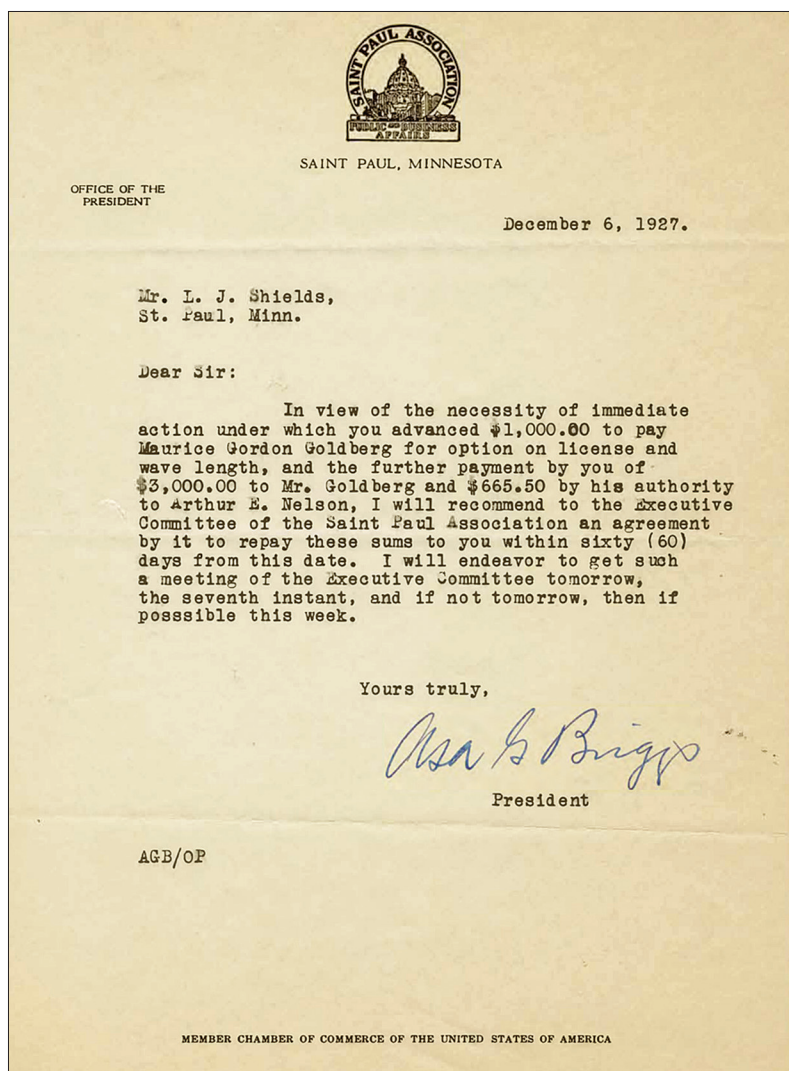 SAINT PAUL ASSOCIATION
PUBLIC AND BUSINESS
AFFAIRS
SAINT PAUL, MINNESOTA
OFFICE OF THE
PRESIDENT
December 6, 1927.
Mr. L. J. Shields,
St. Paul, Minn.
Dear Sir:
In view of the necessity of immediate
action under which you advanced $1,000.00 to pay
Maurice Gordon Goldberg for option on license and
wave length, and the further payment by you of
$3,000.00 to Mr. Goldberg and $665.50 by his authority
to Arthur E. Nelson, I will recommend to the Executive
Committee of the Saint Paul Association an agreement
by it to repay these sums to you within sixty (60)
days from this date.  I will endeavor to get such
a meeting of the Executive Committee tomorrow,
the seventh instant, and if not tomorrow, then if
posssible this week.
Yours truly,
Asa G Briggs
President
AGB/OP
MEMBER CHAMBER OF COMMERCE OF THE UNITED STATES OF AMERICA